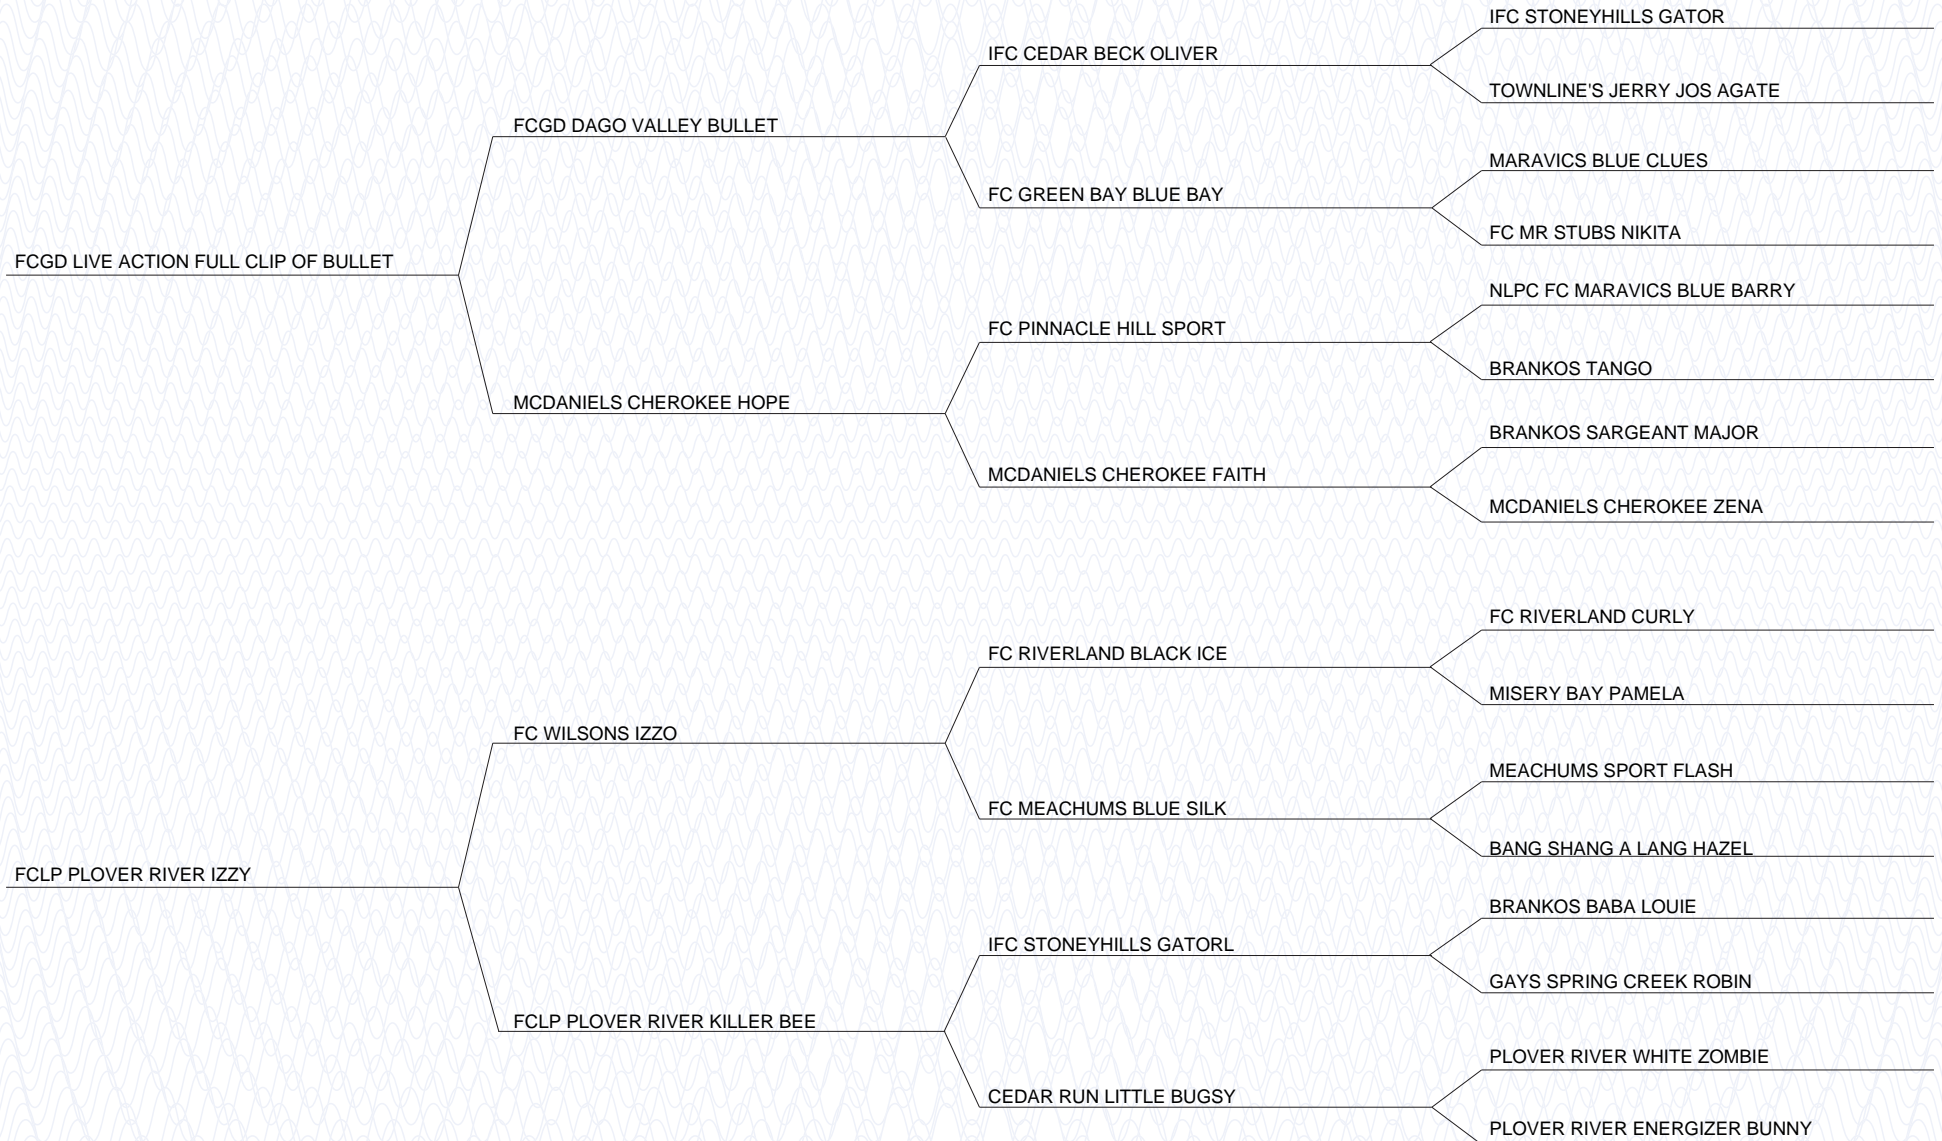 IFC STONEYHILLS GATOR
IFC CEDAR BECK OLIVER
TOWNLINE'S JERRY JOS AGATE
FCGD DAGO VALLEY BULLET
MARAVICS BLUE CLUES
FC GREEN BAY BLUE BAY
FC MR STUBS NIKITA
FCGD LIVE ACTION FULL CLIP OF BULLET
NLPC FC MARAVICS BLUE BARRY
FC PINNACLE HILL SPORT
BRANKOS TANGO
MCDANIELS CHEROKEE HOPE
BRANKOS SARGEANT MAJOR
MCDANIELS CHEROKEE FAITH
MCDANIELS CHEROKEE ZENA
FC RIVERLAND CURLY
FC RIVERLAND BLACK ICE
MISERY BAY PAMELA
FC WILSONS IZZO
MEACHUMS SPORT FLASH
FC MEACHUMS BLUE SILK
BANG SHANG A LANG HAZEL
FCLP PLOVER RIVER IZZY
BRANKOS BABA LOUIE
IFC STONEYHILLS GATORL
GAYS SPRING CREEK ROBIN
FCLP PLOVER RIVER KILLER BEE
PLOVER RIVER WHITE ZOMBIE
CEDAR RUN LITTLE BUGSY
PLOVER RIVER ENERGIZER BUNNY